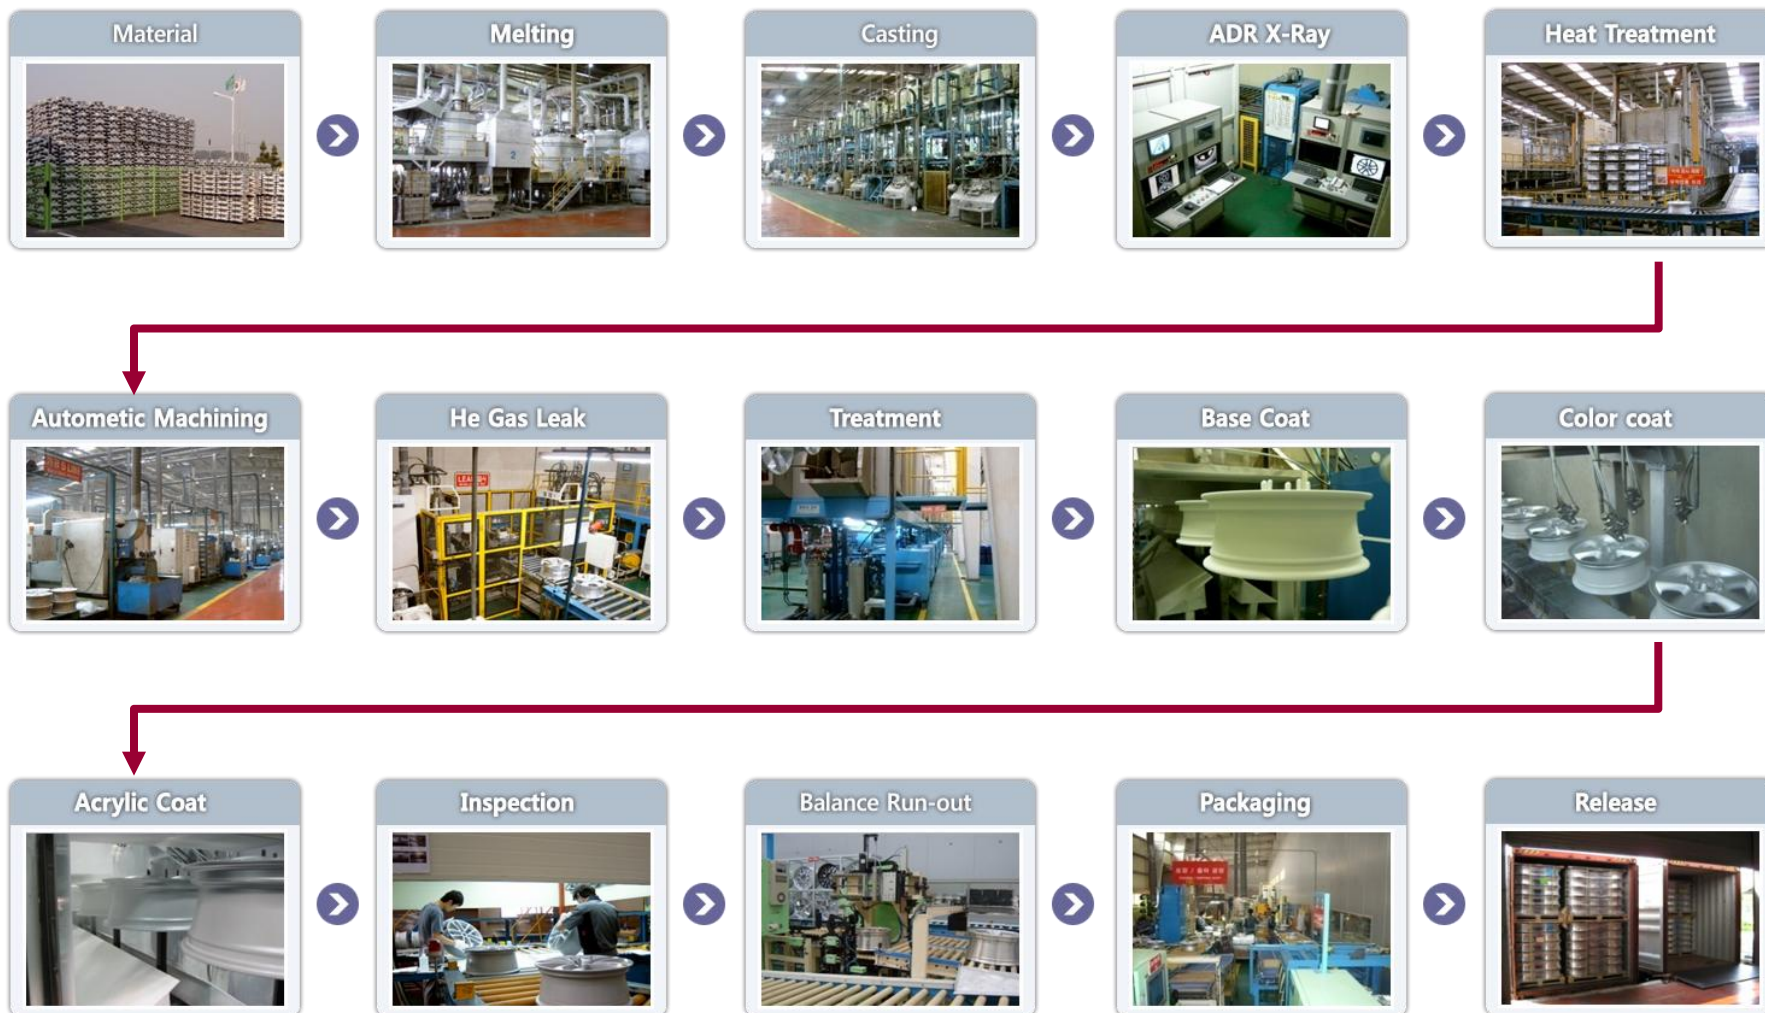 Material
Melting
Casting
ADR X-Ray
Heat Treatment
2
Autometic Machining
He Gas Leak
Treatment
Base Coat
Color coat
Acrylic Coat
Inspection
Balance Run-out
Packaging
Release